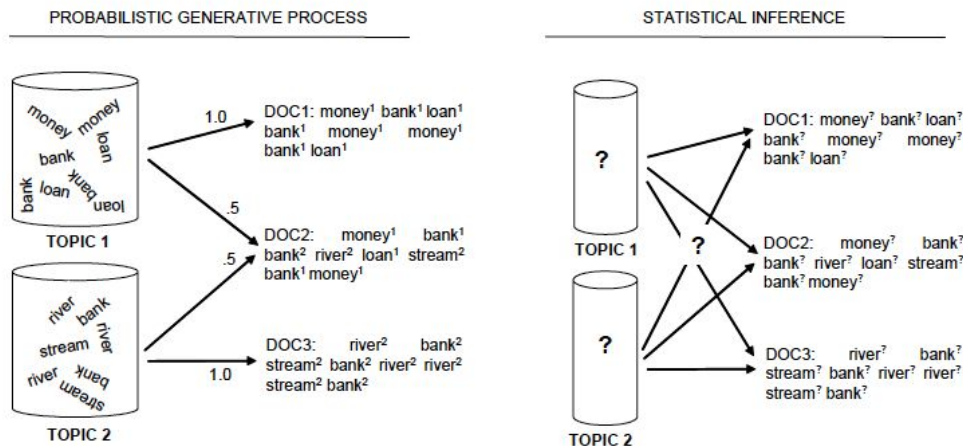 PROBABILISTIC GENERATIVE PROCESS
money
money
loan
bank
bank
loan
bank
loan
TOPIC 1
river
bank
river
stream
river
bank
stream
TOPIC 2
1.0
.5
.5
1.0
DOC1: money¹ bank¹ loan¹
bank¹ money¹ money¹
bank¹ loan¹
DOC2: money¹ bank¹
bank² river² loan¹ stream²
bank¹ money¹
DOC3: river² bank²
stream² bank² river² river²
stream² bank²
STATISTICAL INFERENCE
?
TOPIC 1
?
?
TOPIC 2
DOC1: money? bank? loan?
bank? money? money?
bank? loan?
DOC2: money? bank?
bank? river? loan? stream?
bank? money?
DOC3: river? bank?
stream? bank? river? river?
stream? bank?